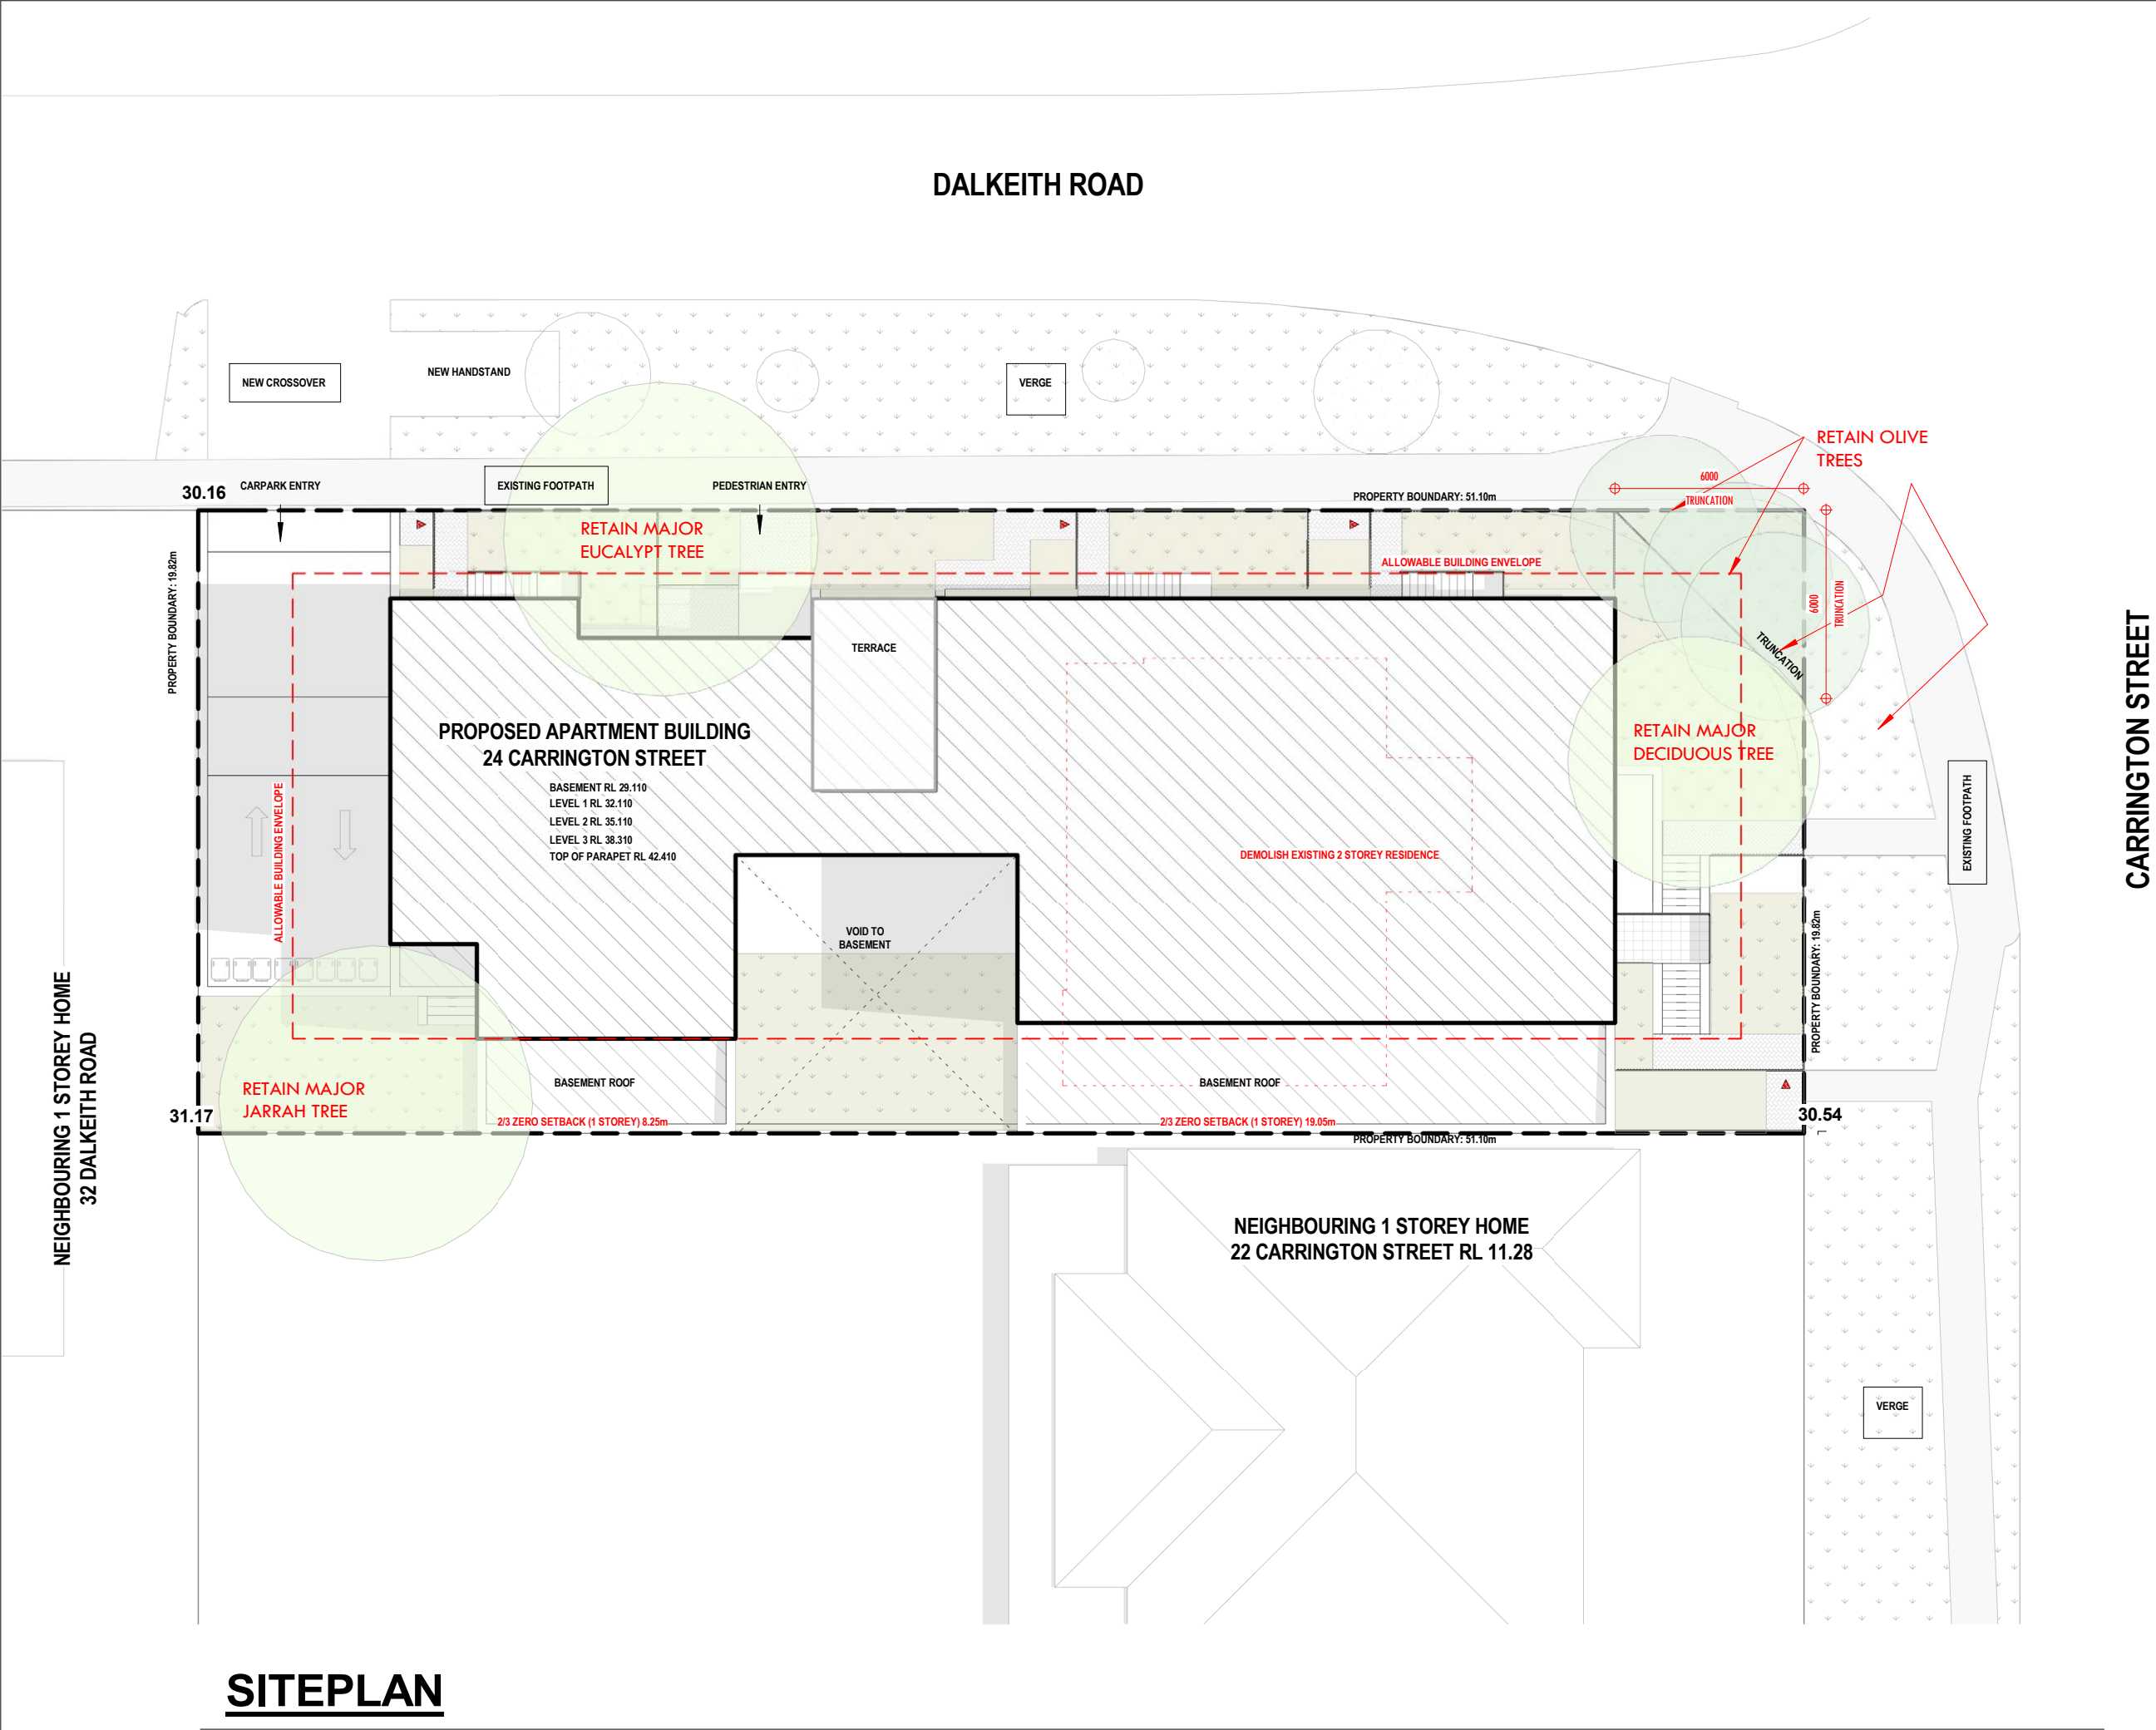 DALKEITH ROAD
NEW CROSSOVER
NEW HANDSTAND
VERGE
RETAIN OLIVE
TREES
30.16
CARPARK ENTRY
EXISTING FOOTPATH
PEDESTRIAN ENTRY
PROPERTY BOUNDARY: 51.10m
6000
TRUNCATION
RETAIN MAJOR
EUCALYPT TREE
PROPERTY BOUNDARY: 19.82m
ALLOWABLE BUILDING ENVELOPE
6000
TRUNCATION
TRUNCATION
TERRACE
CARRINGTON STREET
PROPOSED APARTMENT BUILDING
24 CARRINGTON STREET
BASEMENT RL 29.110
LEVEL 1 RL 32.110
LEVEL 2 RL 35.110
LEVEL 3 RL 38.310
TOP OF PARAPET RL 42.410
RETAIN MAJOR
DECIDUOUS TREE
ALLOWABLE BUILDING ENVELOPE
DEMOLISH EXISTING 2 STOREY RESIDENCE
EXISTING FOOTPATH
VOID TO
BASEMENT
PROPERTY BOUNDARY: 19.82m
NEIGHBOURING 1 STOREY HOME
32 DALKEITH ROAD
RETAIN MAJOR
JARRAH TREE
BASEMENT ROOF
BASEMENT ROOF
31.17
2/3 ZERO SETBACK (1 STOREY) 8.25m
2/3 ZERO SETBACK (1 STOREY) 19.05m
30.54
PROPERTY BOUNDARY: 51.10m
NEIGHBOURING 1 STOREY HOME
22 CARRINGTON STREET RL 11.28
VERGE
SITEPLAN